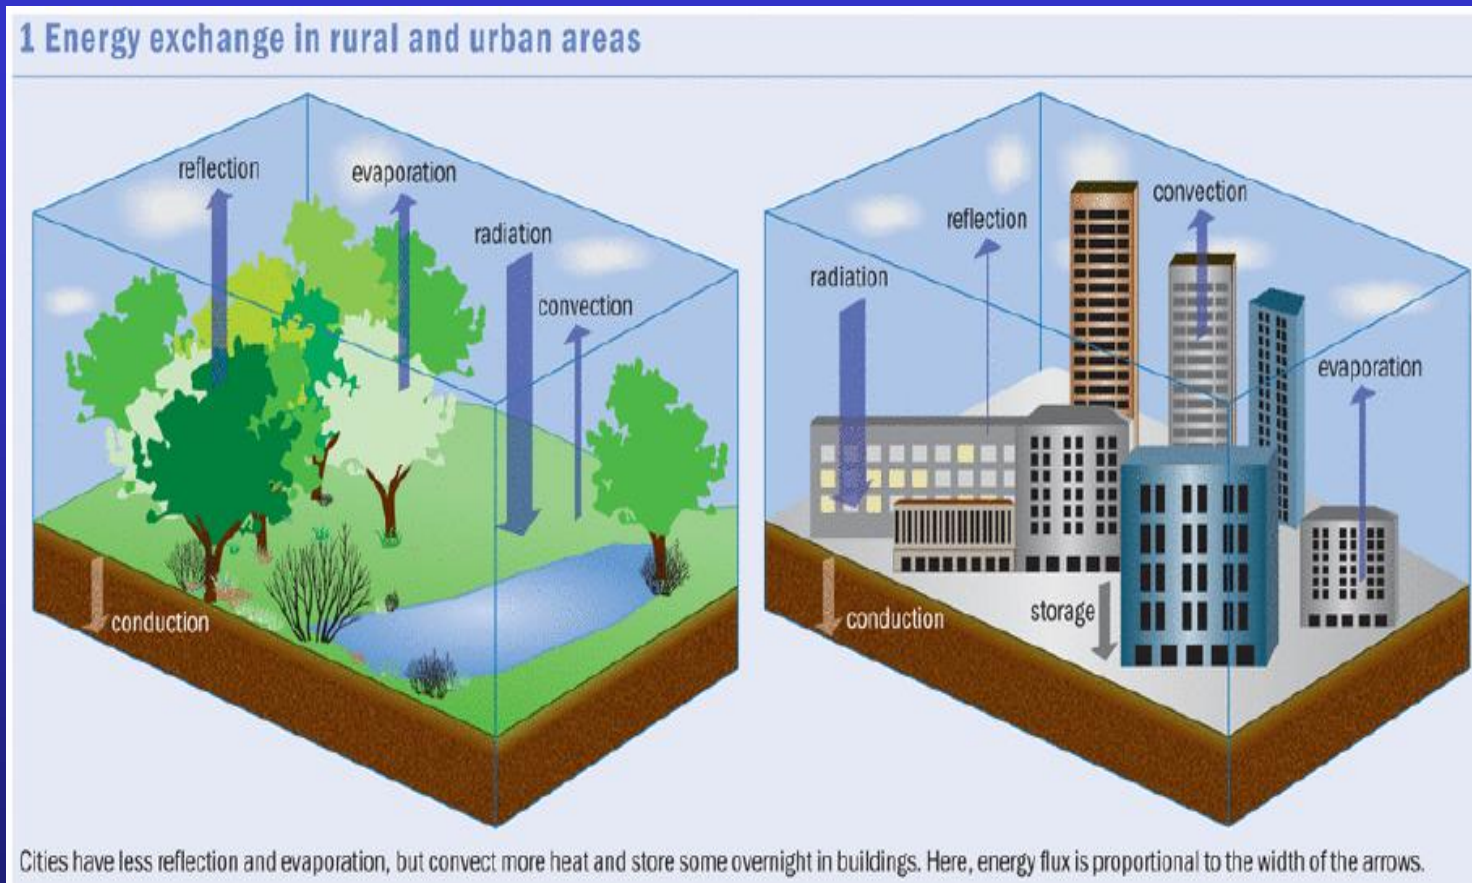 1 Energy exchange in rural and urban areas
reflection
evaporation
radiation
convection
conduction
radiation
reflection
convection
evaporation
storage
conduction
Cities have less reflection and evaporation, but convect more heat and store some overnight in buildings. Here, energy flux is proportional to the width of the arrows.